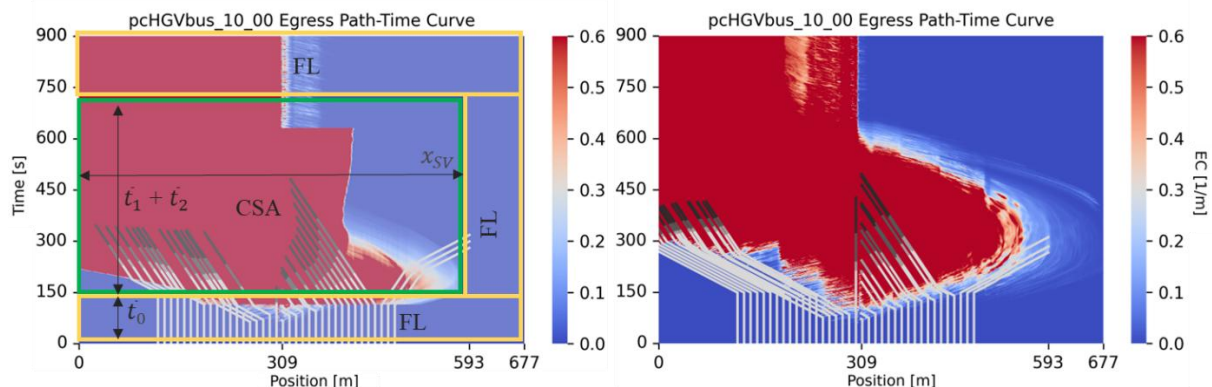 pcHGVbus_10_00 Egress Path-Time Curve
900
750
600
450
300
150
0
Time [s]
FL
x_SV
t̄_1 + t̄_2
CSA
FL
t̄_0
FL
0
309
593
677
Position [m]
0.6
0.5
0.4
0.3
0.2
0.1
0.0
pcHGVbus_10_00 Egress Path-Time Curve
900
750
600
450
300
150
0
0
309
593
677
Position [m]
EC [1/m]
0.6
0.5
0.4
0.3
0.2
0.1
0.0